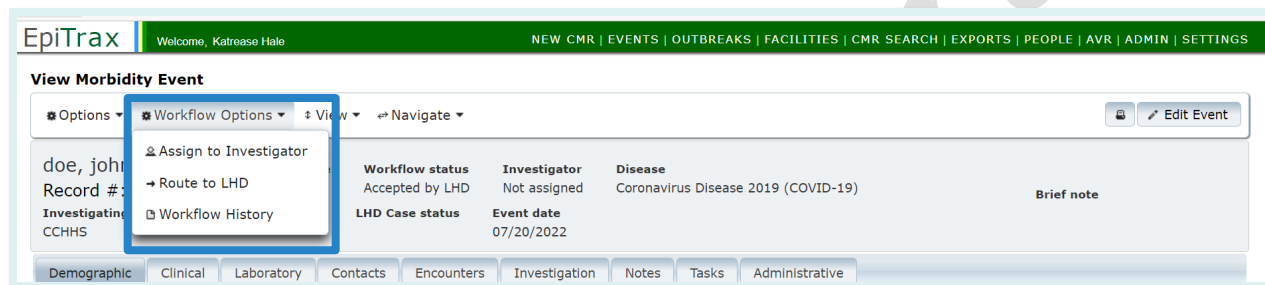 EpiTrax Welcome, Katrease Hale NEW CMR | EVENTS | OUTBREAKS | FACILITIES | CMR SEARCH | EXPORTS | PEOPLE | AVR | ADMIN | SETTINGS
View Morbidity Event
Options Workflow Options View Navigate Edit Event
Assign to Investigator
Route to LHD
Workflow History
doe, john
Record #: Workflow status Investigator Disease
Accepted by LHD Not assigned Coronavirus Disease 2019 (COVID-19) Brief note
Investigating LHD Case status Event date
CCHHS 07/20/2022
Demographic Clinical Laboratory Contacts Encounters Investigation Notes Tasks Administrative